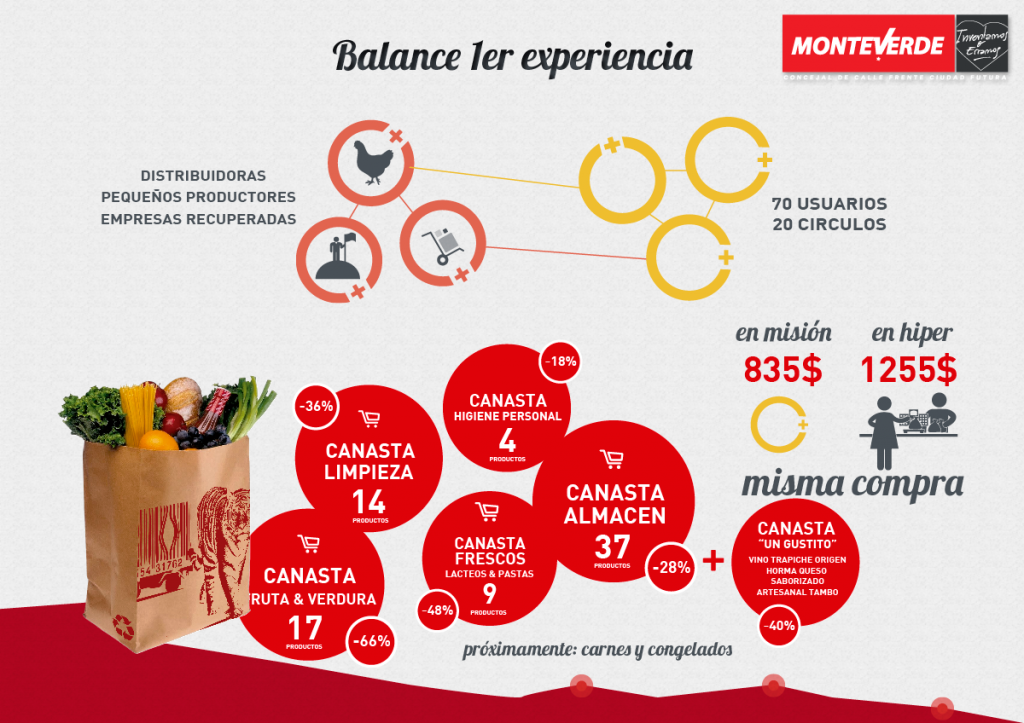 Balance 1er experiencia
MONTEVERDE
Inventamos
o
Erramos
CONCEJAL DE CALLE FRENTE CIUDAD FUTURA
DISTRIBUIDORAS
PEQUEÑOS PRODUCTORES
EMPRESAS RECUPERADAS
70 USUARIOS
20 CIRCULOS
en misión
835$
en hiper
1255$
misma compra
-18%
CANASTA
HIGIENE PERSONAL
4
PRODUCTOS
-36%
CANASTA
LIMPIEZA
14
PRODUCTOS
CANASTA
ALMACEN
37
PRODUCTOS
-28%
+
CANASTA
"UN GUSTITO"
VINO TRAPICHE ORIGEN
HORMA QUESO
SABORIZADO
ARTESANAL TAMBO
-40%
CANASTA
FRESCOS
LACTEOS & PASTAS
9
PRODUCTOS
-48%
CANASTA
RUTA & VERDURA
17
PRODUCTOS
-66%
54 31762
próximamente: carnes y congelados